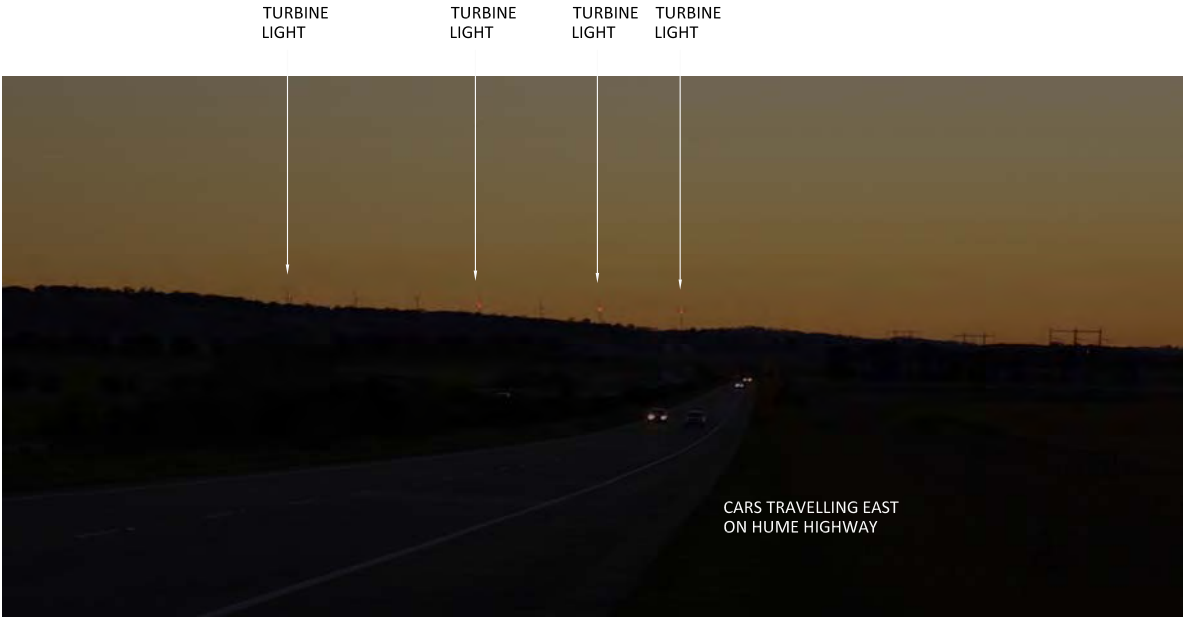 TURBINE
LIGHT
TURBINE
LIGHT
TURBINE
LIGHT
TURBINE
LIGHT
CARS TRAVELLING EAST
ON HUME HIGHWAY